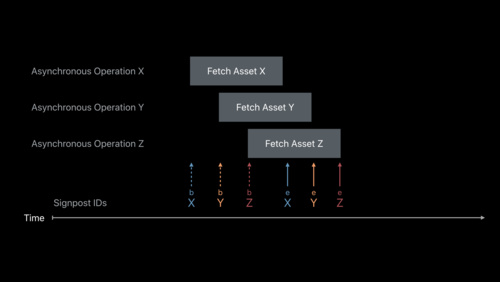 Asynchronous Operation X
Fetch Asset X
Asynchronous Operation Y
Fetch Asset Y
Asynchronous Operation Z
Fetch Asset Z
b b b e e e
Signpost IDs X Y Z X Y Z
Time